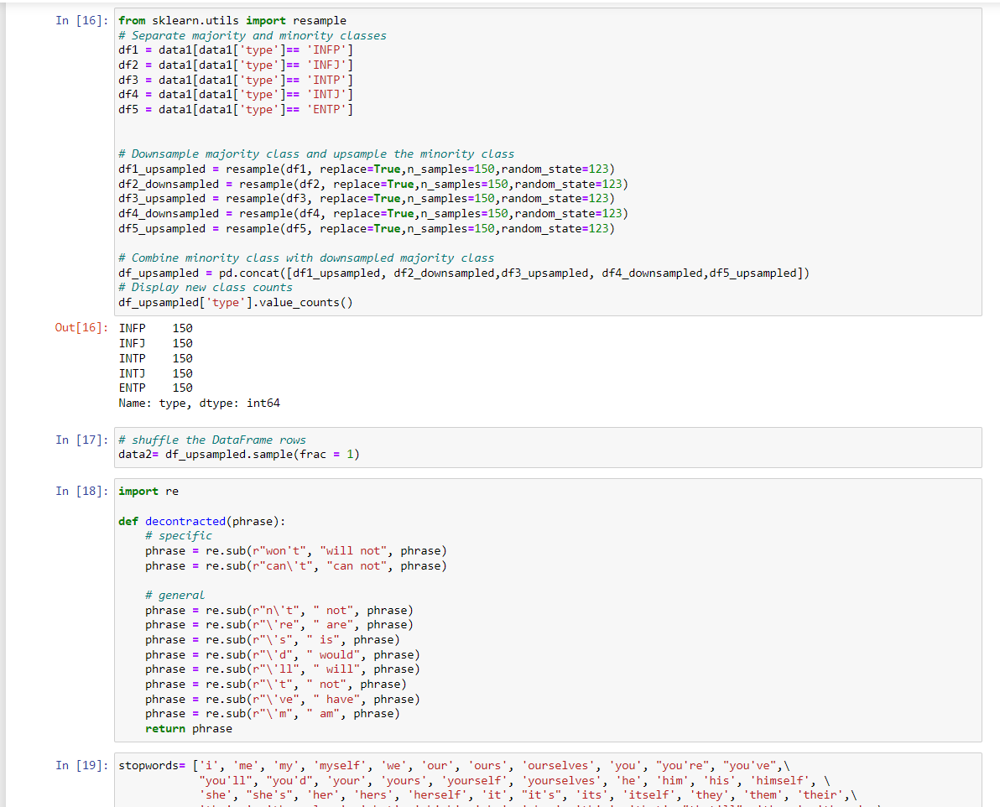 In [16]: from sklearn.utils import resample
# Separate majority and minority classes
df1 = data1[data1['type']== 'INFP']
df2 = data1[data1['type']== 'INFJ']
df3 = data1[data1['type']== 'INTP']
df4 = data1[data1['type']== 'INTJ']
df5 = data1[data1['type']== 'ENTP']
# Downsample majority class and upsample the minority class
df1_upsampled = resample(df1, replace=True,n_samples=150,random_state=123)
df2_downsampled = resample(df2, replace=True,n_samples=150,random_state=123)
df3_upsampled = resample(df3, replace=True,n_samples=150,random_state=123)
df4_downsampled = resample(df4, replace=True,n_samples=150,random_state=123)
df5_upsampled = resample(df5, replace=True,n_samples=150,random_state=123)
# Combine minority class with downsampled majority class
df_upsampled = pd.concat([df1_upsampled, df2_downsampled,df3_upsampled, df4_downsampled,df5_upsampled])
# Display new class counts
df_upsampled['type'].value_counts()
Out[16]: INFP    150
INFJ    150
INTP    150
INTJ    150
ENTP    150
Name: type, dtype: int64
In [17]: # shuffle the DataFrame rows
data2= df_upsampled.sample(frac = 1)
In [18]: import re
def decontracted(phrase):
    # specific
    phrase = re.sub(r"won't", "will not", phrase)
    phrase = re.sub(r"can\'t", "can not", phrase)
    # general
    phrase = re.sub(r"n\'t", " not", phrase)
    phrase = re.sub(r"\'re", " are", phrase)
    phrase = re.sub(r"\'s", " is", phrase)
    phrase = re.sub(r"\'d", " would", phrase)
    phrase = re.sub(r"\'ll", " will", phrase)
    phrase = re.sub(r"\'t", " not", phrase)
    phrase = re.sub(r"\'ve", " have", phrase)
    phrase = re.sub(r"\'m", " am", phrase)
    return phrase
In [19]: stopwords= ['i', 'me', 'my', 'myself', 'we', 'our', 'ours', 'ourselves', 'you', "you're", "you've",\
"you'll", "you'd", 'your', 'yours', 'yourself', 'yourselves', 'he', 'him', 'his', 'himself', \
'she', "she's", 'her', 'hers', 'herself', 'it', "it's", 'its', 'itself', 'they', 'them', 'their',\